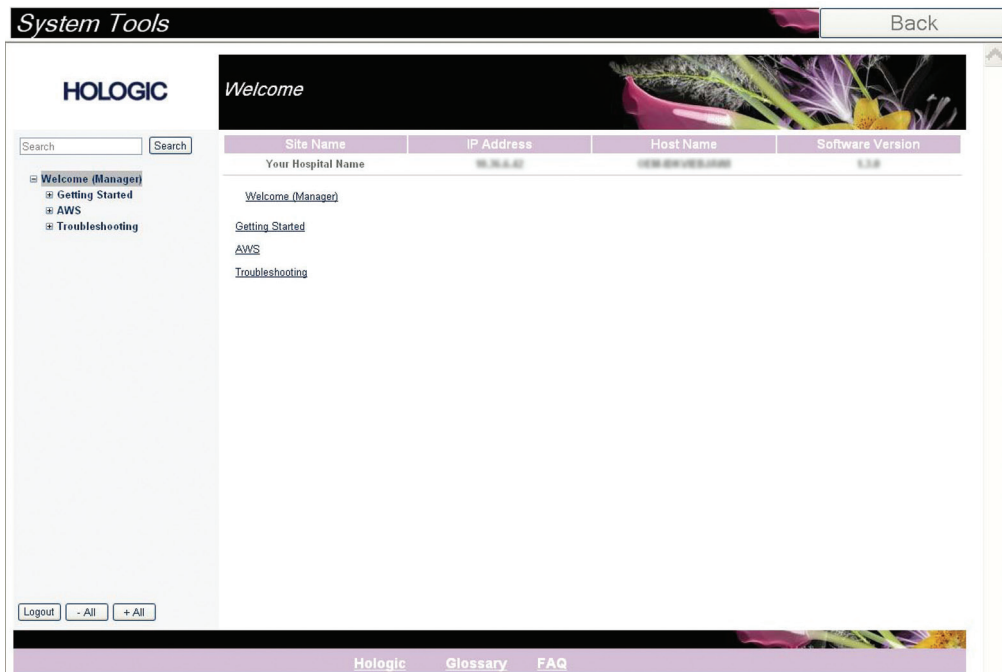 System Tools
Back
HOLOGIC
Welcome
Search Search
Site Name IP Address Host Name Software Version
Your Hospital Name
Welcome (Manager)
Getting Started
AWS
Troubleshooting
Welcome (Manager)
Getting Started
AWS
Troubleshooting
Logout - All + All
Hologic Glossary FAQ